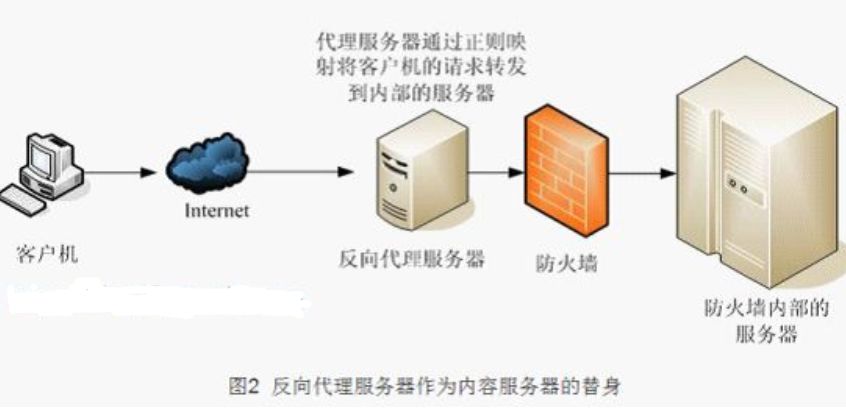 代理服务器通过正则映
射将客户机的请求转发
到内部的服务器
Internet
客户机
反向代理服务器
防火墙
防火墙内部的
服务器
图2 反向代理服务器作为内容服务器的替身